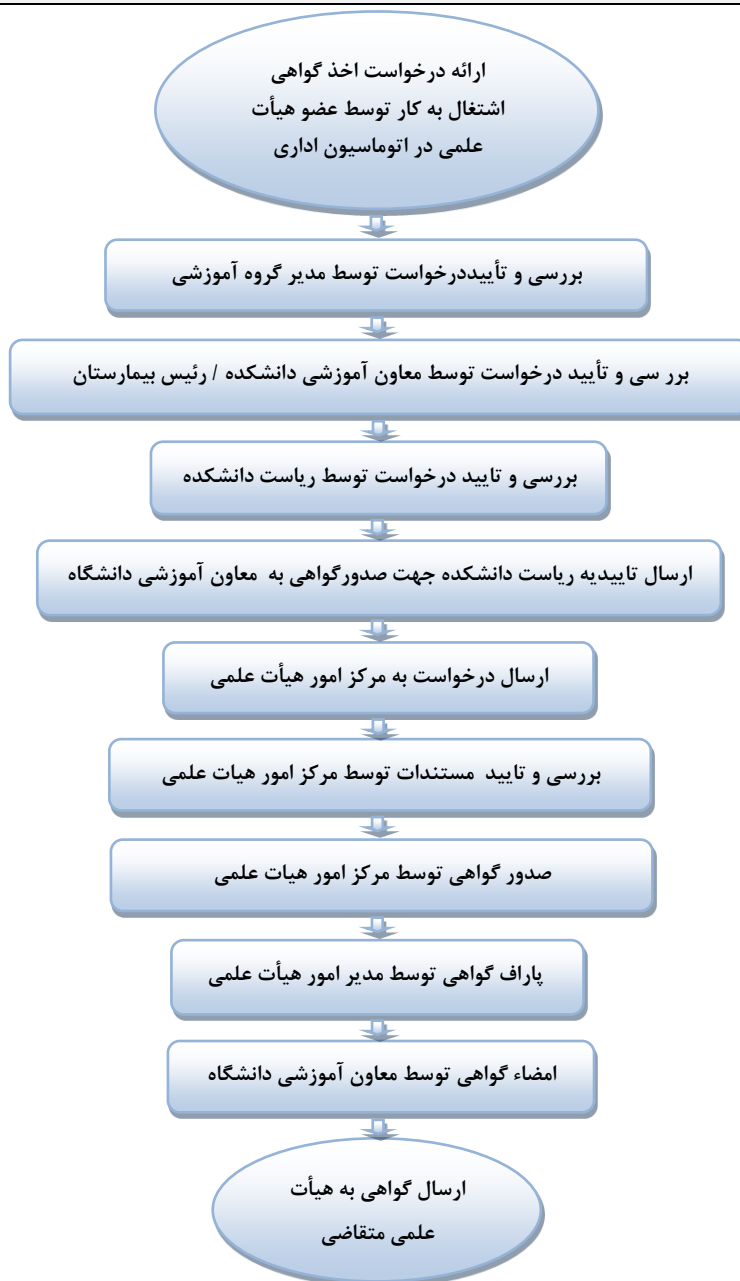 ارائه درخواست اخذ گواهی
اشتغال به کار توسط عضو هیأت
علمی در اتوماسیون اداری
بررسی و تأییددرخواست توسط مدیر گروه آموزشی
برر سی و تأیید درخواست توسط معاون آموزشی دانشکده / رئیس بیمارستان
بررسی و تایید درخواست توسط ریاست دانشکده
ارسال تاییدیه ریاست دانشکده جهت صدورگواهی به معاون آموزشی دانشگاه
ارسال درخواست به مرکز امور هیأت علمی
بررسی و تایید مستندات توسط مرکز امور هیات علمی
صدور گواهی توسط مرکز امور هیات علمی
پاراف گواهی توسط مدیر امور هیأت علمی
امضاء گواهی توسط معاون آموزشی دانشگاه
ارسال گواهی به هیأت
علمی متقاضی